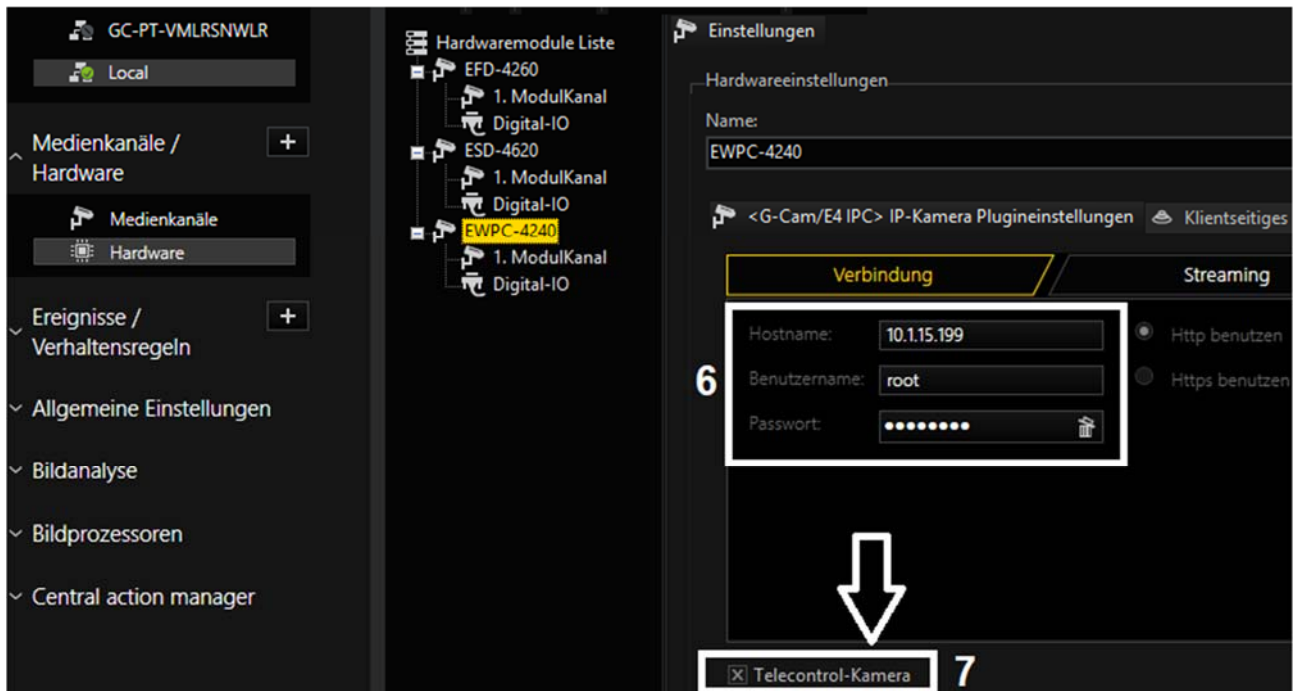 GC-PT-VMLRSNWLR
Local
Medienkanäle /
Hardware
Medienkanäle
Hardware
Ereignisse /
Verhaltensregeln
Allgemeine Einstellungen
Bildanalyse
Bildprozessoren
Central action manager
Hardwaremodule Liste
EFD-4260
1. ModulKanal
Digital-IO
ESD-4620
1. ModulKanal
Digital-IO
EWPC-4240
1. ModulKanal
Digital-IO
Einstellungen
Hardwareeinstellungen
Name:
EWPC-4240
<G-Cam/E4 IPC> IP-Kamera Plugineinstellungen Klientseitiges
Verbindung Streaming
Hostname: 10.1.15.199 Http benutzen
6
Benutzername: root Https benutzen
Passwort: ••••••••
Telecontrol-Kamera 7